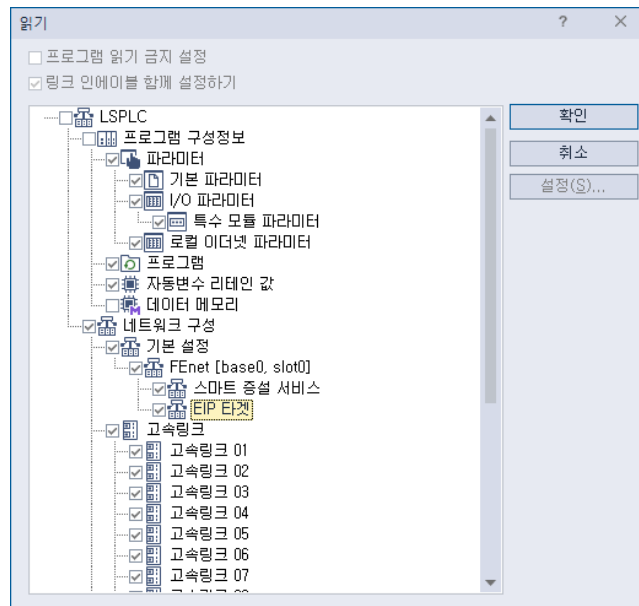 읽기
프로그램 읽기 금지 설정
링크 인에이블 함께 설정하기
LSPLC
프로그램 구성정보
파라미터
기본 파라미터
I/O 파라미터
특수 모듈 파라미터
로컬 이더넷 파라미터
프로그램
자동변수 리테인 값
데이터 메모리
네트워크 구성
기본 설정
FEnet [base0, slot0]
스마트 증설 서비스
EIP 타겟
고속링크
고속링크 01
고속링크 02
고속링크 03
고속링크 04
고속링크 05
고속링크 06
고속링크 07
확인
취소
설정(S)...